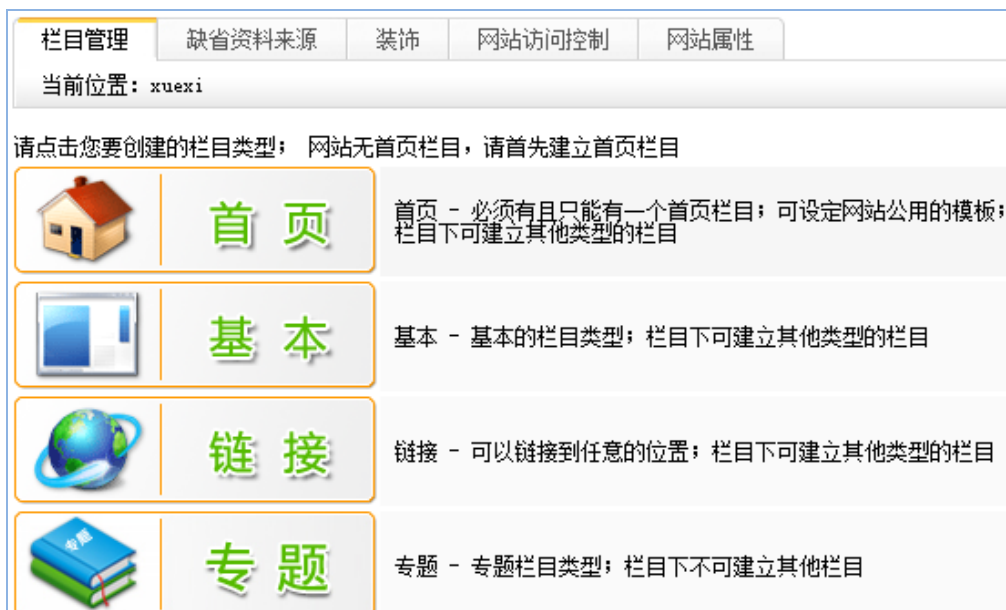 栏目管理 缺省资料来源 装饰 网站访问控制 网站属性
当前位置：xuexi
请点击您要创建的栏目类型； 网站无首页栏目，请首先建立首页栏目
首 页
首页 - 必须有且只能有一个首页栏目；可设定网站公用的模板；
栏目下可建立其他类型的栏目
基 本
基本 - 基本的栏目类型；栏目下可建立其他类型的栏目
链 接
链接 - 可以链接到任意的位置；栏目下可建立其他类型的栏目
专题
专 题
专题 - 专题栏目类型；栏目下不可建立其他栏目